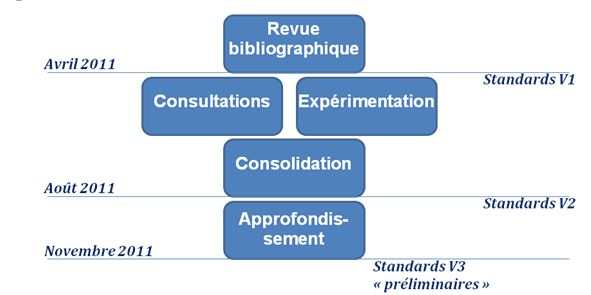 Revue
bibliographique
Avril 2011
Standards V1
Consultations
Expérimentation
Consolidation
Août 2011
Standards V2
Approfondis-
sement
Novembre 2011
Standards V3
« préliminaires »